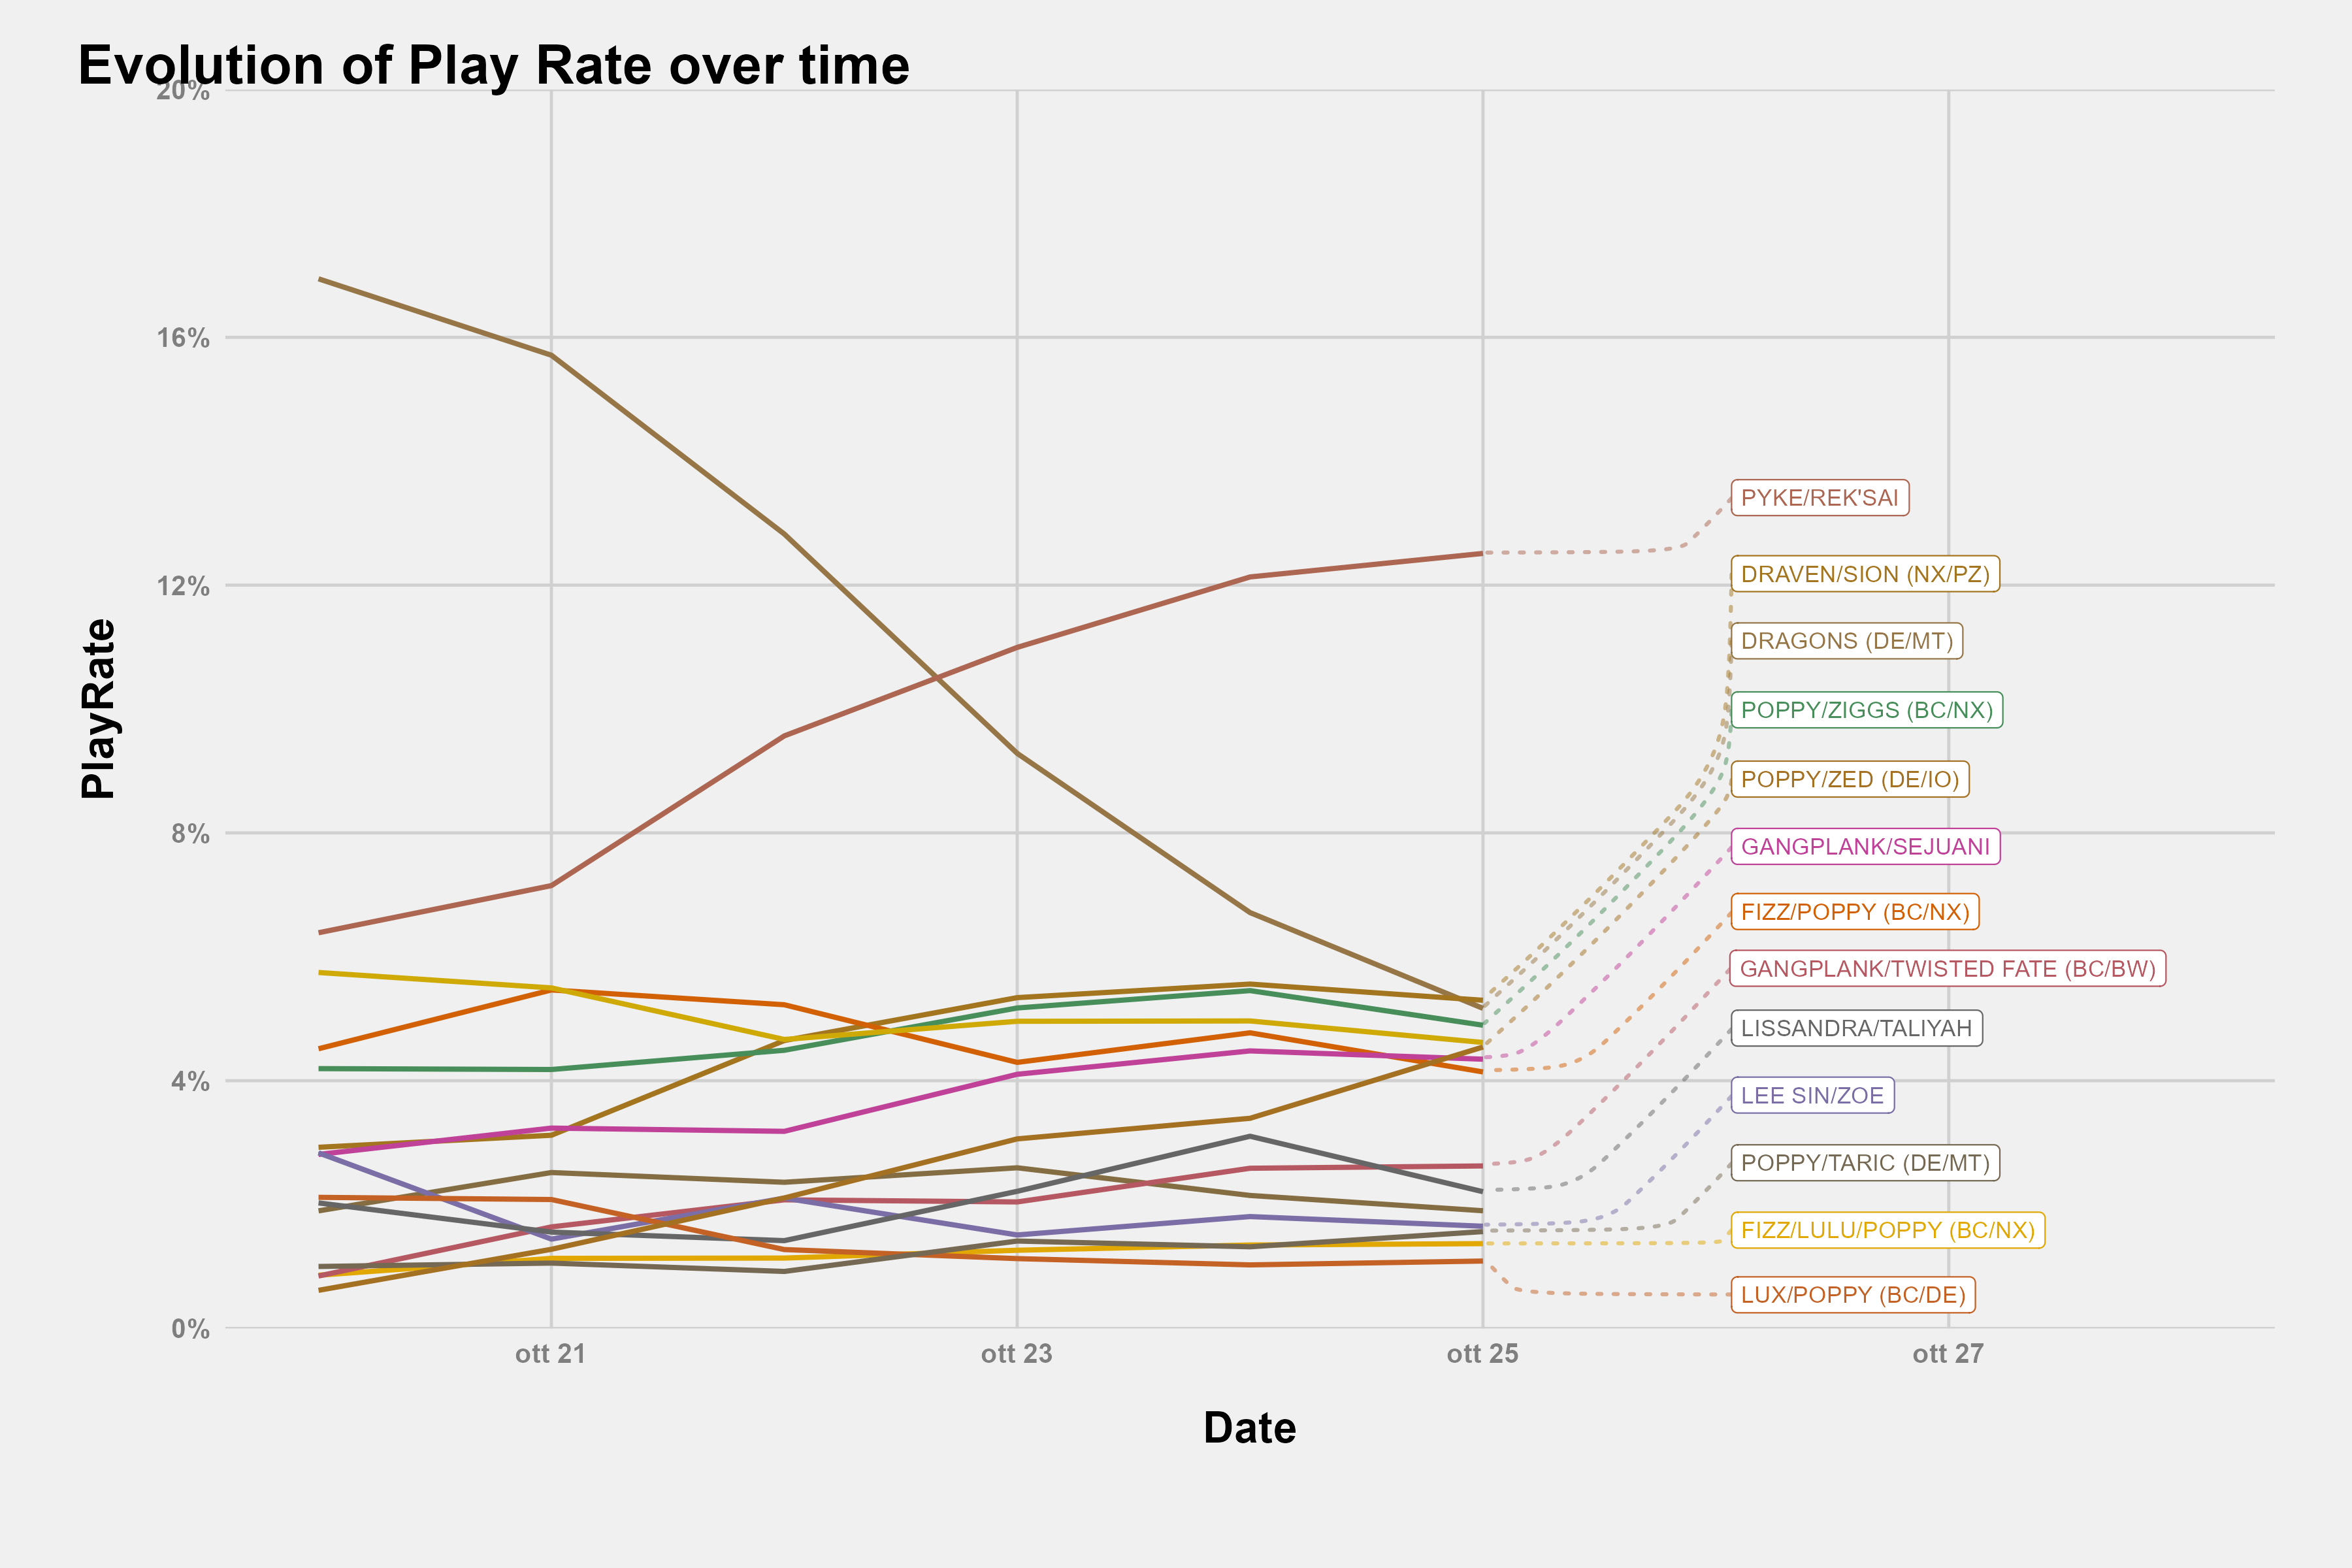 Evolution of Play Rate over time
20%
16%
12%
8%
4%
0%
PlayRate
PYKE/REK'SAI
DRAVEN/SION (NX/PZ)
DRAGONS (DE/MT)
POPPY/ZIGGS (BC/NX)
POPPY/ZED (DE/IO)
GANGPLANK/SEJUANI
FIZZ/POPPY (BC/NX)
GANGPLANK/TWISTED FATE (BC/BW)
LISSANDRA/TALIYAH
LEE SIN/ZOE
POPPY/TARIC (DE/MT)
FIZZ/LULU/POPPY (BC/NX)
LUX/POPPY (BC/DE)
ott 21
ott 23
ott 25
ott 27
Date